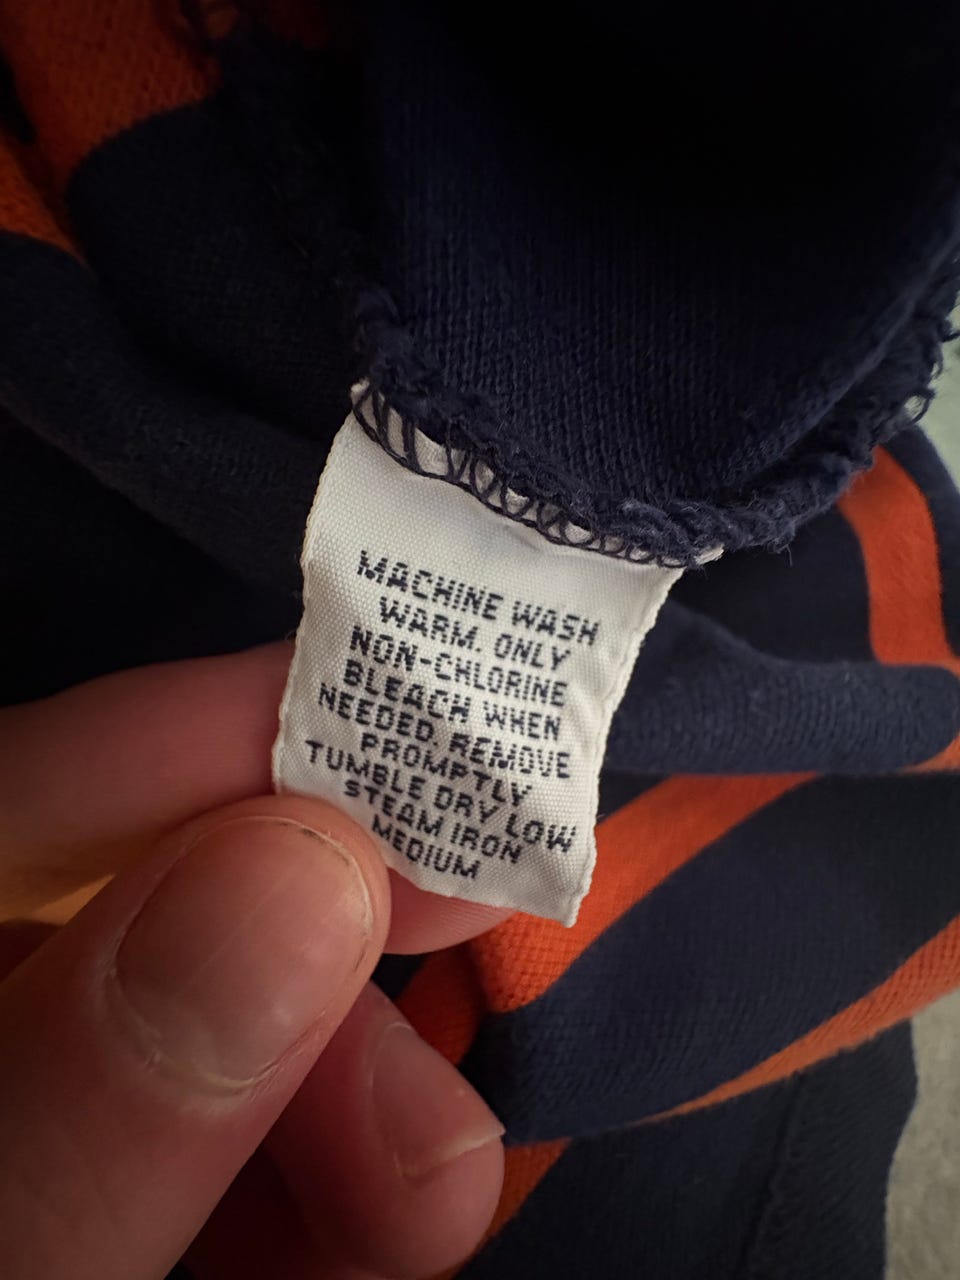 MACHINE WASH
WARM. ONLY
NON-CHLORINE
BLEACH WHEN
NEEDED. REMOVE
PROMPTLY
TUMBLE DRY LOW
STEAM IRON
MEDIUM